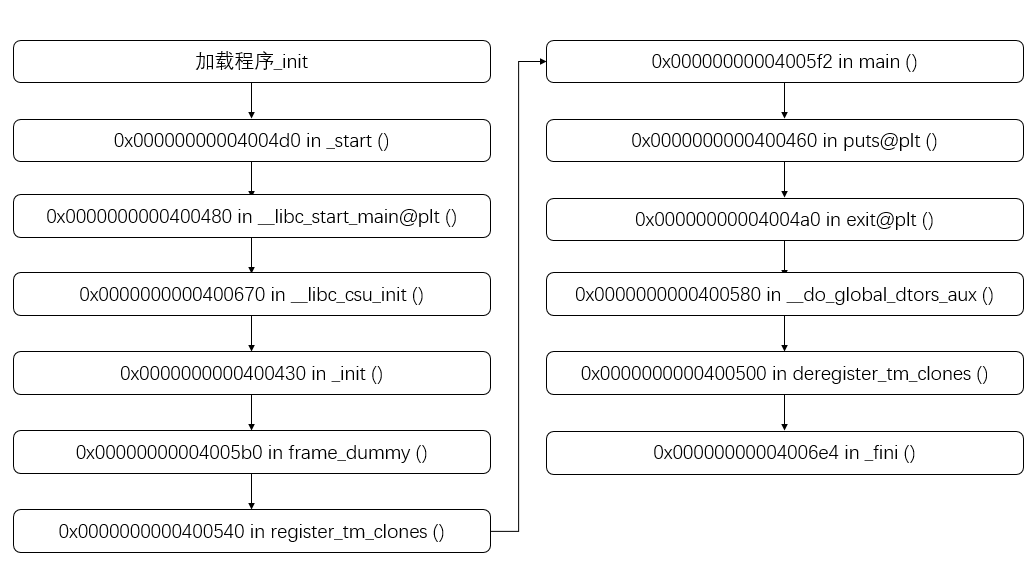 加载程序_init
0x00000000004004d0 in _start ()
0x0000000000400480 in __libc_start_main@plt ()
0x0000000000400670 in __libc_csu_init ()
0x0000000000400430 in _init ()
0x00000000004005b0 in frame_dummy ()
0x0000000000400540 in register_tm_clones ()
0x00000000004005f2 in main ()
0x0000000000400460 in puts@plt ()
0x00000000004004a0 in exit@plt ()
0x0000000000400580 in __do_global_dtors_aux ()
0x0000000000400500 in deregister_tm_clones ()
0x00000000004006e4 in _fini ()